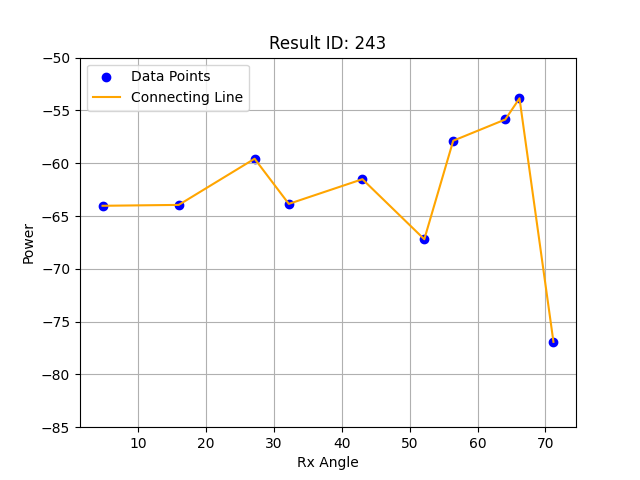 Result ID: 243
Data Points
Connecting Line
Power
−50
−55
−60
−65
−70
−75
−80
−85
10 20 30 40 50 60 70
Rx Angle